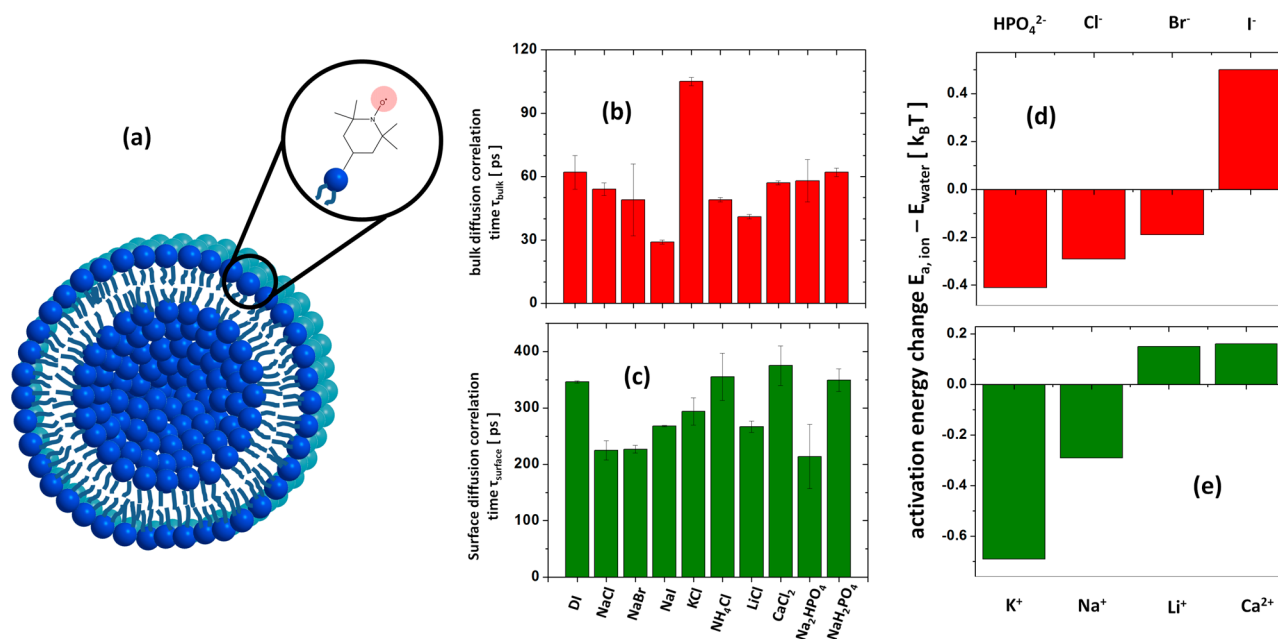 (a)
O•
N
bulk diffusion correlation
time τbulk [ ps ]
120
90
60
30
0
(b)
Surface diffusion correlation
time τsurface [ ps ]
400
300
200
100
0
(c)
DI
NaCl
NaBr
NaI
KCl
NH₄Cl
LiCl
CaCl₂
Na₂HPO₄
NaH₂PO₄
HPO₄²⁻ Cl⁻ Br⁻ I⁻
activation energy change Ea, ion – Ewater [ kBT ]
0.4
0.2
0.0
-0.2
-0.4
(d)
0.2
0.0
-0.2
-0.4
-0.6
(e)
K⁺ Na⁺ Li⁺ Ca²⁺